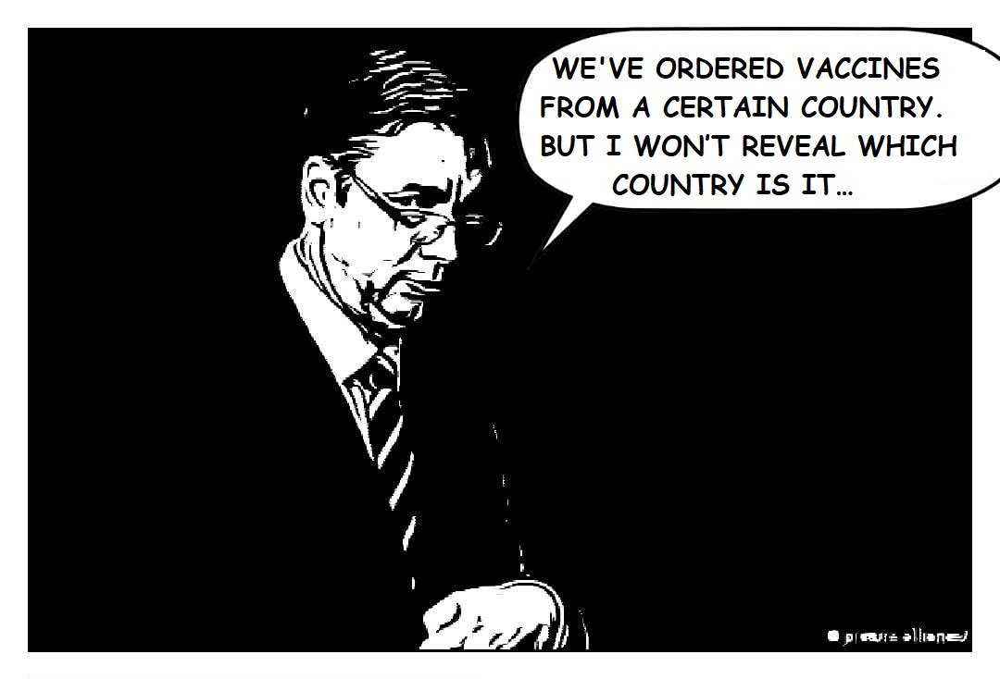 WE'VE ORDERED VACCINES
FROM A CERTAIN COUNTRY.
BUT I WON'T REVEAL WHICH
COUNTRY IS IT...